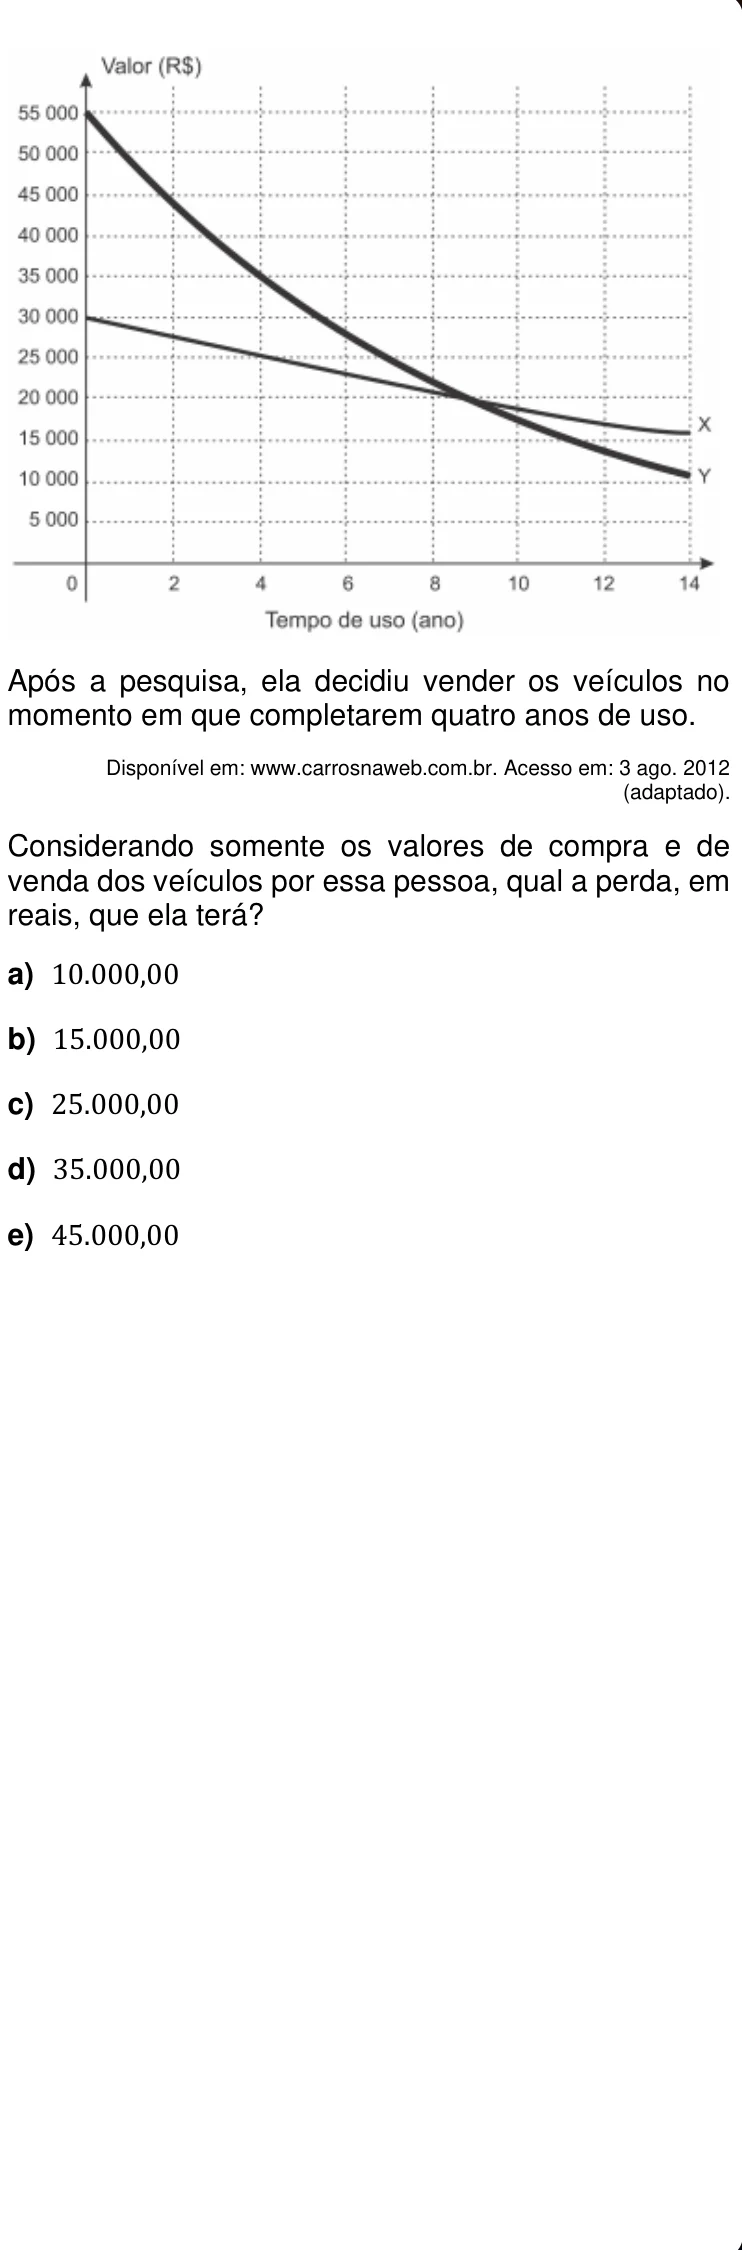 Valor (R$)
55 000
50 000
45 000
40 000
35 000
30 000
25 000
20 000
15 000
10 000
5 000
X
Y
0 2 4 6 8 10 12 14
Tempo de uso (ano)
Após a pesquisa, ela decidiu vender os veículos no
momento em que completarem quatro anos de uso.
Disponível em: www.carrosnaweb.com.br. Acesso em: 3 ago. 2012
(adaptado).
Considerando somente os valores de compra e de
venda dos veículos por essa pessoa, qual a perda, em
reais, que ela terá?
a) 10.000,00
b) 15.000,00
c) 25.000,00
d) 35.000,00
e) 45.000,00